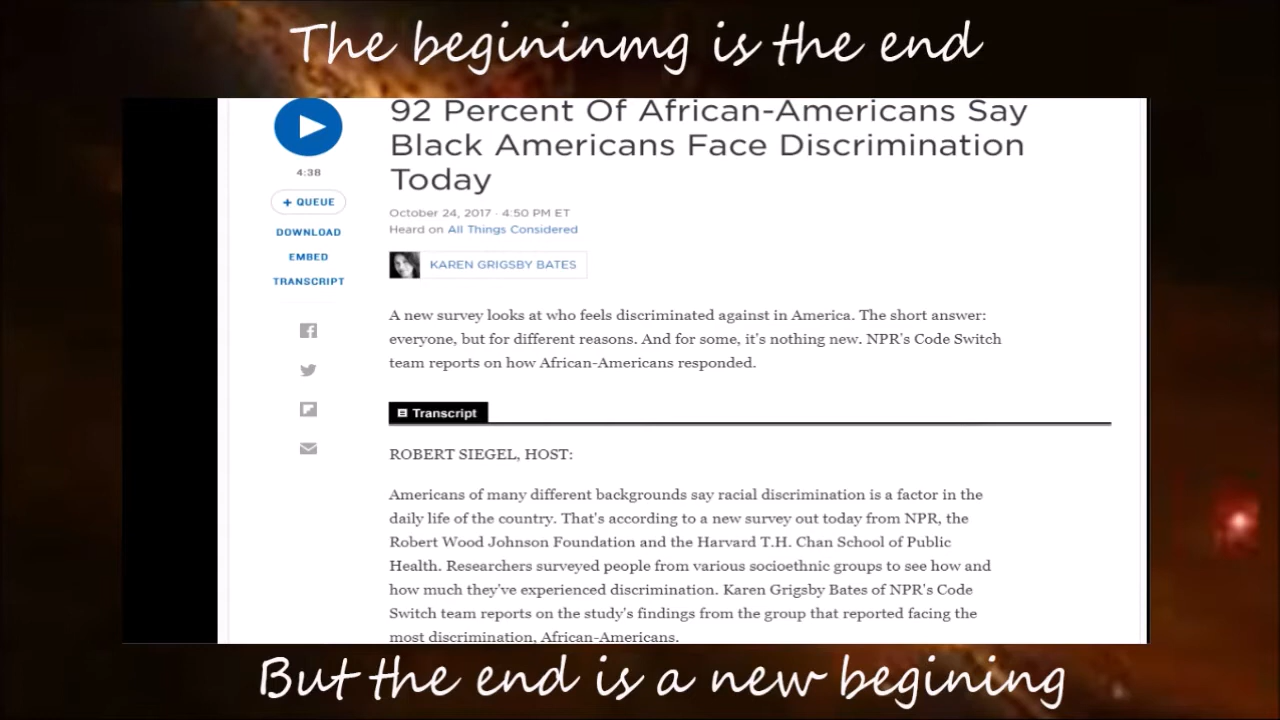 The begininmg is the end
92 Percent Of African-Americans Say
Black Americans Face Discrimination
Today
4:38
+ QUEUE
DOWNLOAD
EMBED
TRANSCRIPT
October 24, 2017 · 4:50 PM ET
Heard on All Things Considered
KAREN GRIGSBY BATES
A new survey looks at who feels discriminated against in America. The short answer:
everyone, but for different reasons. And for some, it's nothing new. NPR's Code Switch
team reports on how African-Americans responded.
Transcript
ROBERT SIEGEL, HOST:
Americans of many different backgrounds say racial discrimination is a factor in the
daily life of the country. That's according to a new survey out today from NPR, the
Robert Wood Johnson Foundation and the Harvard T.H. Chan School of Public
Health. Researchers surveyed people from various socioethnic groups to see how and
how much they've experienced discrimination. Karen Grigsby Bates of NPR's Code
Switch team reports on the study's findings from the group that reported facing the
most discrimination, African-Americans.
But the end is a new begining